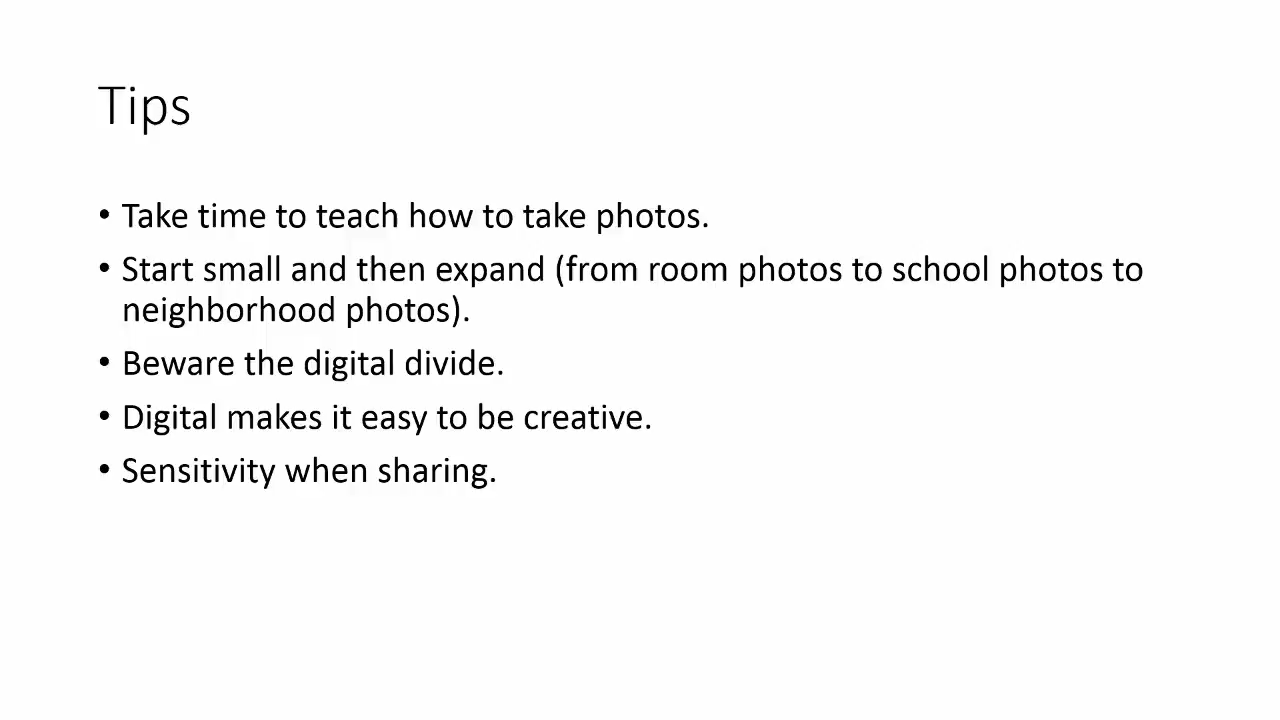 Tips
• Take time to teach how to take photos.
• Start small and then expand (from room photos to school photos to
neighborhood photos).
• Beware the digital divide.
• Digital makes it easy to be creative.
• Sensitivity when sharing.